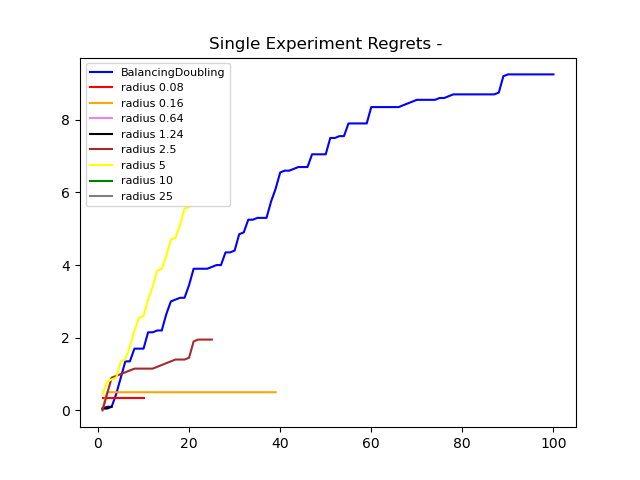 Single Experiment Regrets -
BalancingDoubling
radius 0.08
radius 0.16
radius 0.64
radius 1.24
radius 2.5
radius 5
radius 10
radius 25
8
6
4
2
0
0 20 40 60 80 100